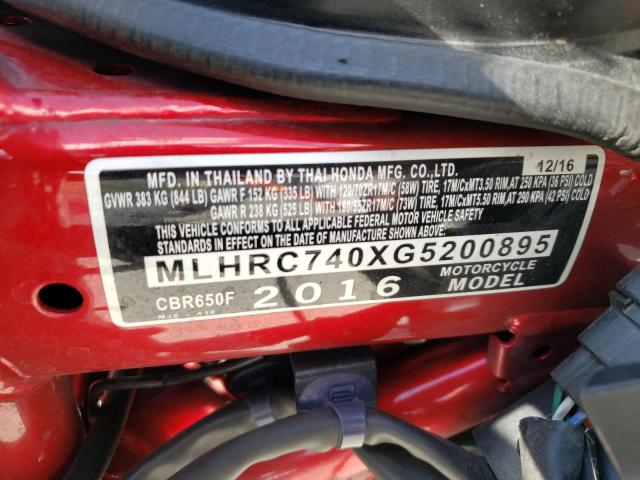 MFD. IN THAILAND BY THAI HONDA MFG. CO., LTD. 12/16
GVWR 383 KG (844 LB) GAWR F 152 KG (335 LB) WITH 120/70ZR17M/C (58W) TIRE, 17M/CxMT3.50 RIM, AT 250 KPA (36 PSI) COLD
GAWR R 238 KG (525 LB) WITH 180/55ZR17M/C (73W) TIRE, 17M/CxMT5.50 RIM, AT 290 KPA (42 PSI) COLD
THIS VEHICLE CONFORMS TO ALL APPLICABLE FEDERAL MOTOR VEHICLE SAFETY
STANDARDS IN EFFECT ON THE DATE OF MANUFACTURE SHOWN ABOVE.
MLHRC740XG5200895
CBR650F 2016 MOTORCYCLE MODEL